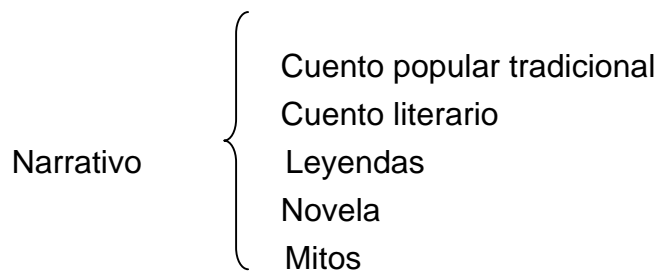 Cuento popular tradicional
Cuento literario
Narrativo Leyendas
Novela
Mitos